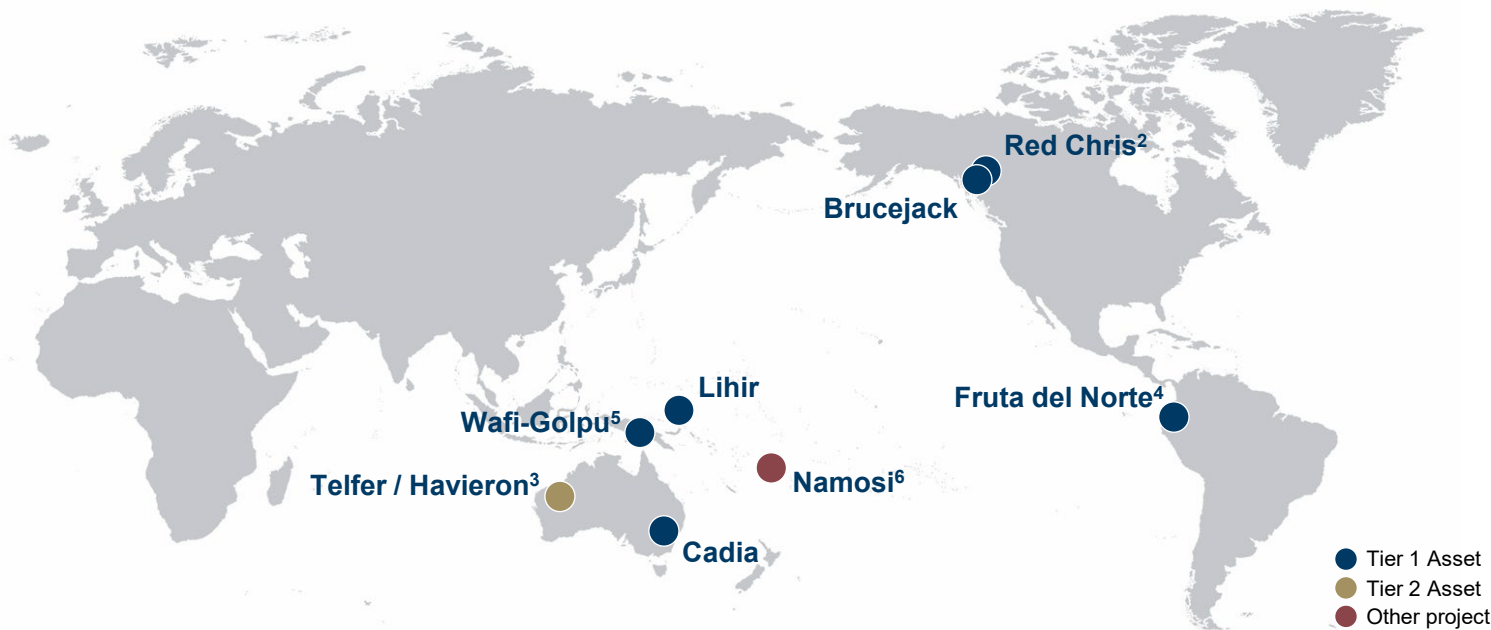 Red Chris²
Brucejack
Lihir
Fruta del Norte⁴
Wafi-Golpu⁵
Telfer / Havieron³
Namosi⁶
Cadia
Tier 1 Asset
Tier 2 Asset
Other project